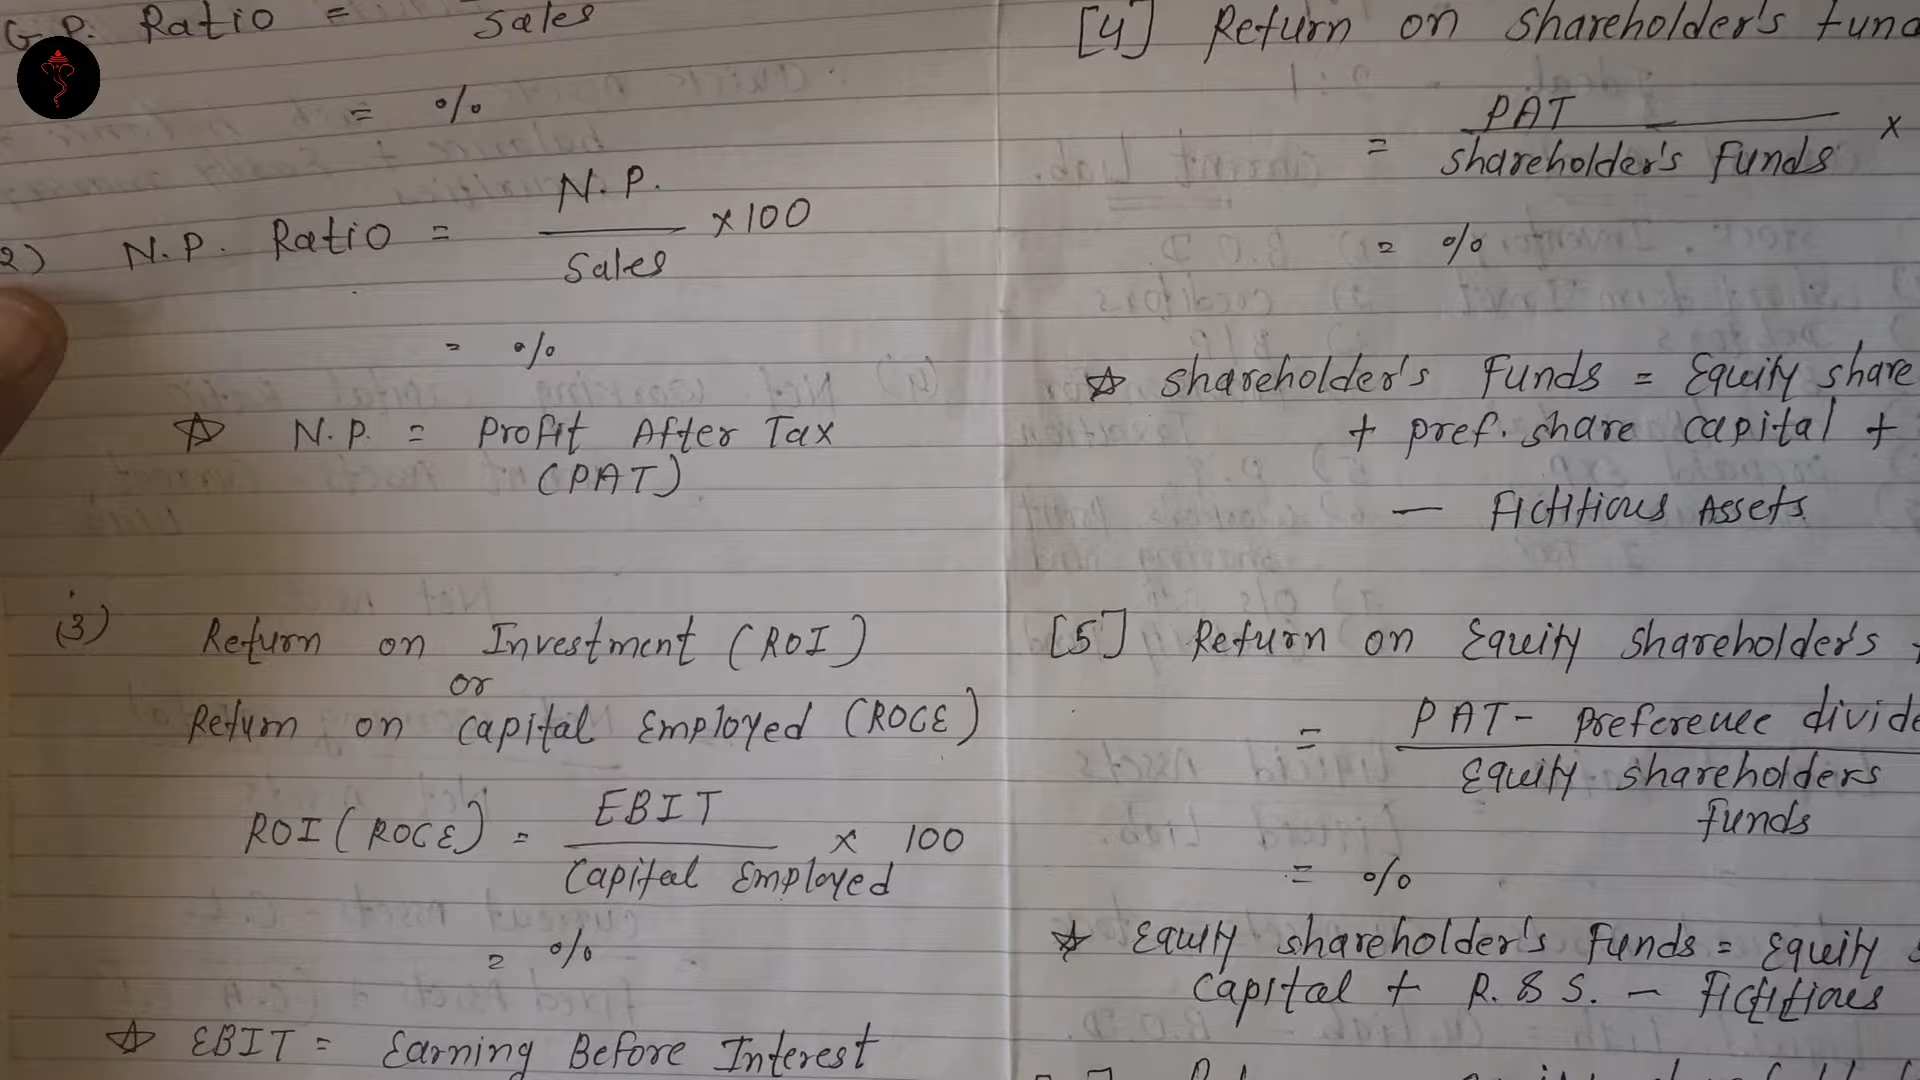 G.P. Ratio = Sales
= %
2) N.P. Ratio = N.P. / Sales ×100
= %
☆ N.P. = Profit After Tax
(PAT)
(3) Return on Investment (ROI)
or
Return on Capital Employed (ROCE)
ROI (ROCE) = EBIT / Capital Employed × 100
= %
☆ EBIT = Earning Before Interest
[4] Return on Shareholder's
= PAT / Shareholder's Funds ×
= %
☆ Shareholder's Funds = Equity share
+ pref. share capital +
— Fictitious Assets
[5] Return on Equity Shareholder's
= PAT - Preference / Equity shareholders
funds
= %
☆ Equity shareholder's Funds = Equity
Capital + R. & S. — Fictitious